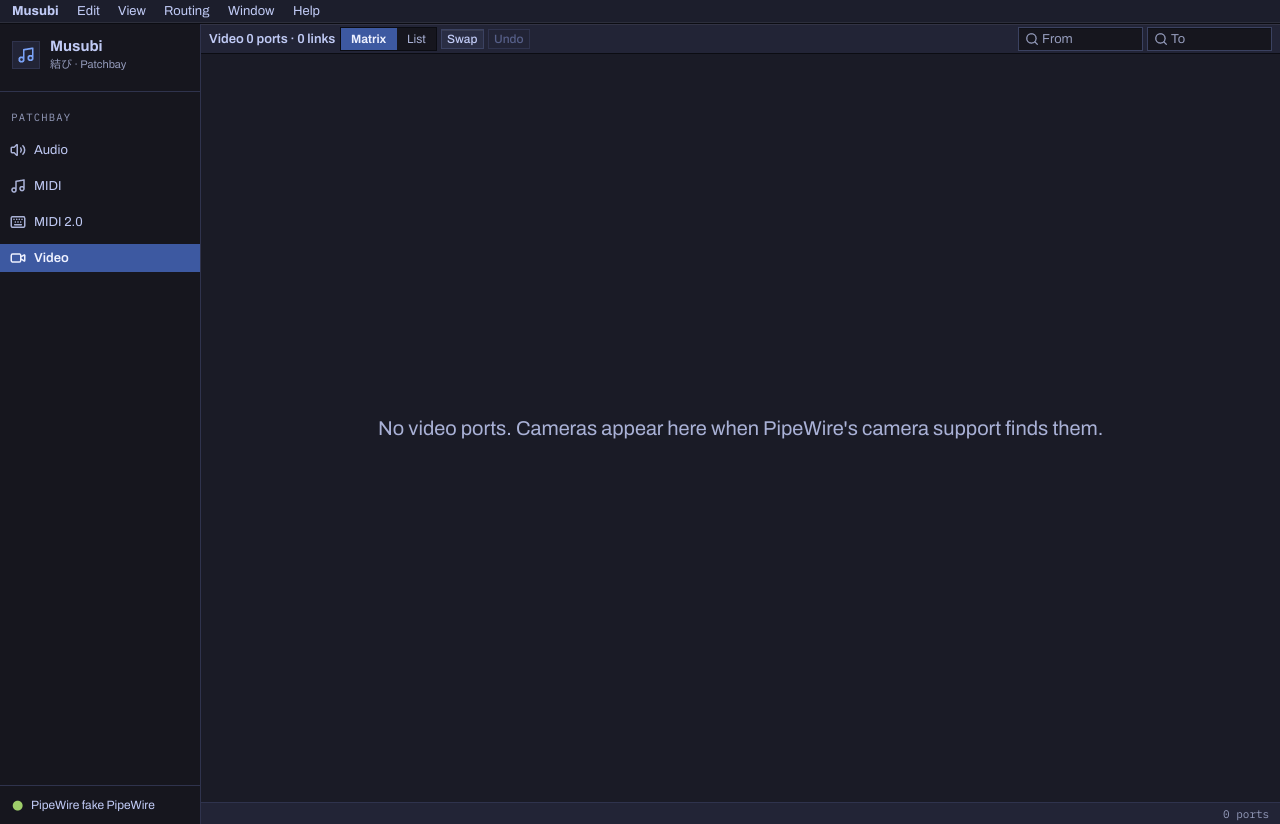 Musubi Edit View Routing Window Help
Musubi
結び · Patchbay
Video 0 ports · 0 links Matrix List Swap Undo From To
PATCHBAY
Audio
MIDI
MIDI 2.0
Video
No video ports. Cameras appear here when PipeWire's camera support finds them.
PipeWire fake PipeWire
0 ports